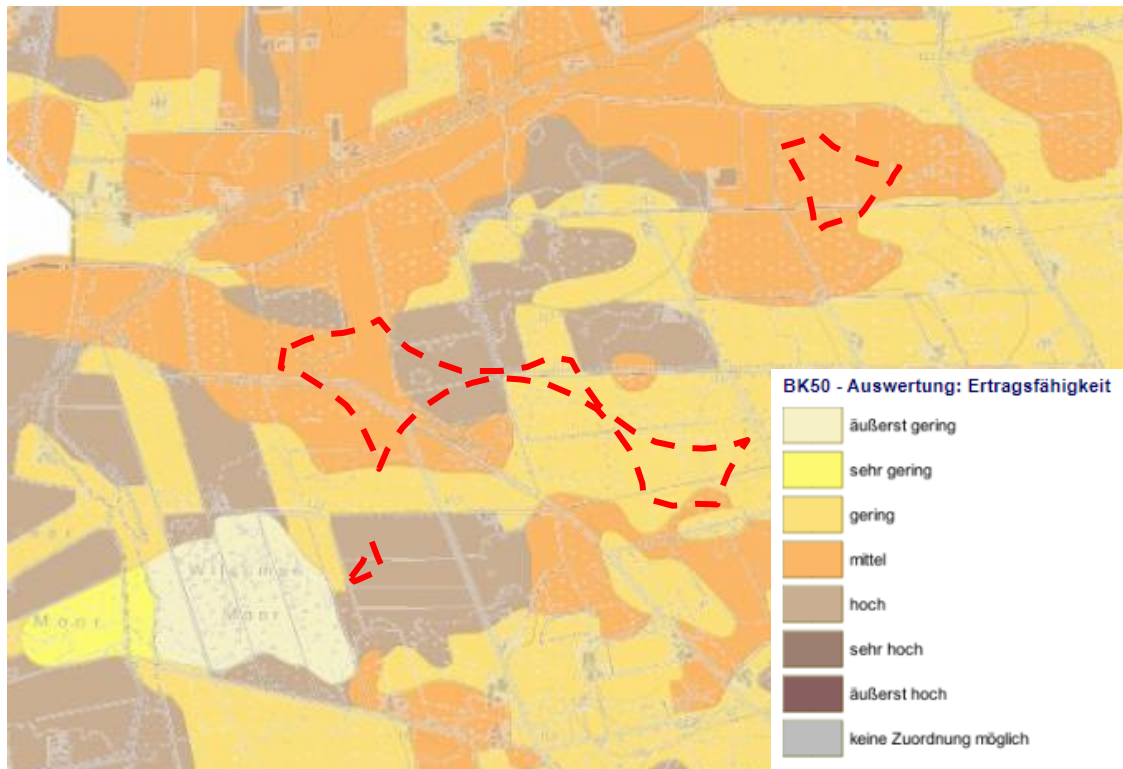 BK50 - Auswertung: Ertragsfähigkeit
äußerst gering
sehr gering
gering
mittel
hoch
sehr hoch
äußerst hoch
keine Zuordnung möglich
Moor
Moor